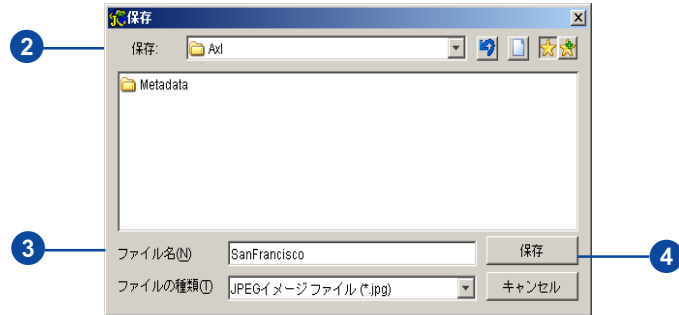 保存
2
保存: Axl
Metadata
3
ファイル名(N) SanFrancisco 保存
4
ファイルの種類(T) JPEGイメージ ファイル (*.jpg) キャンセル